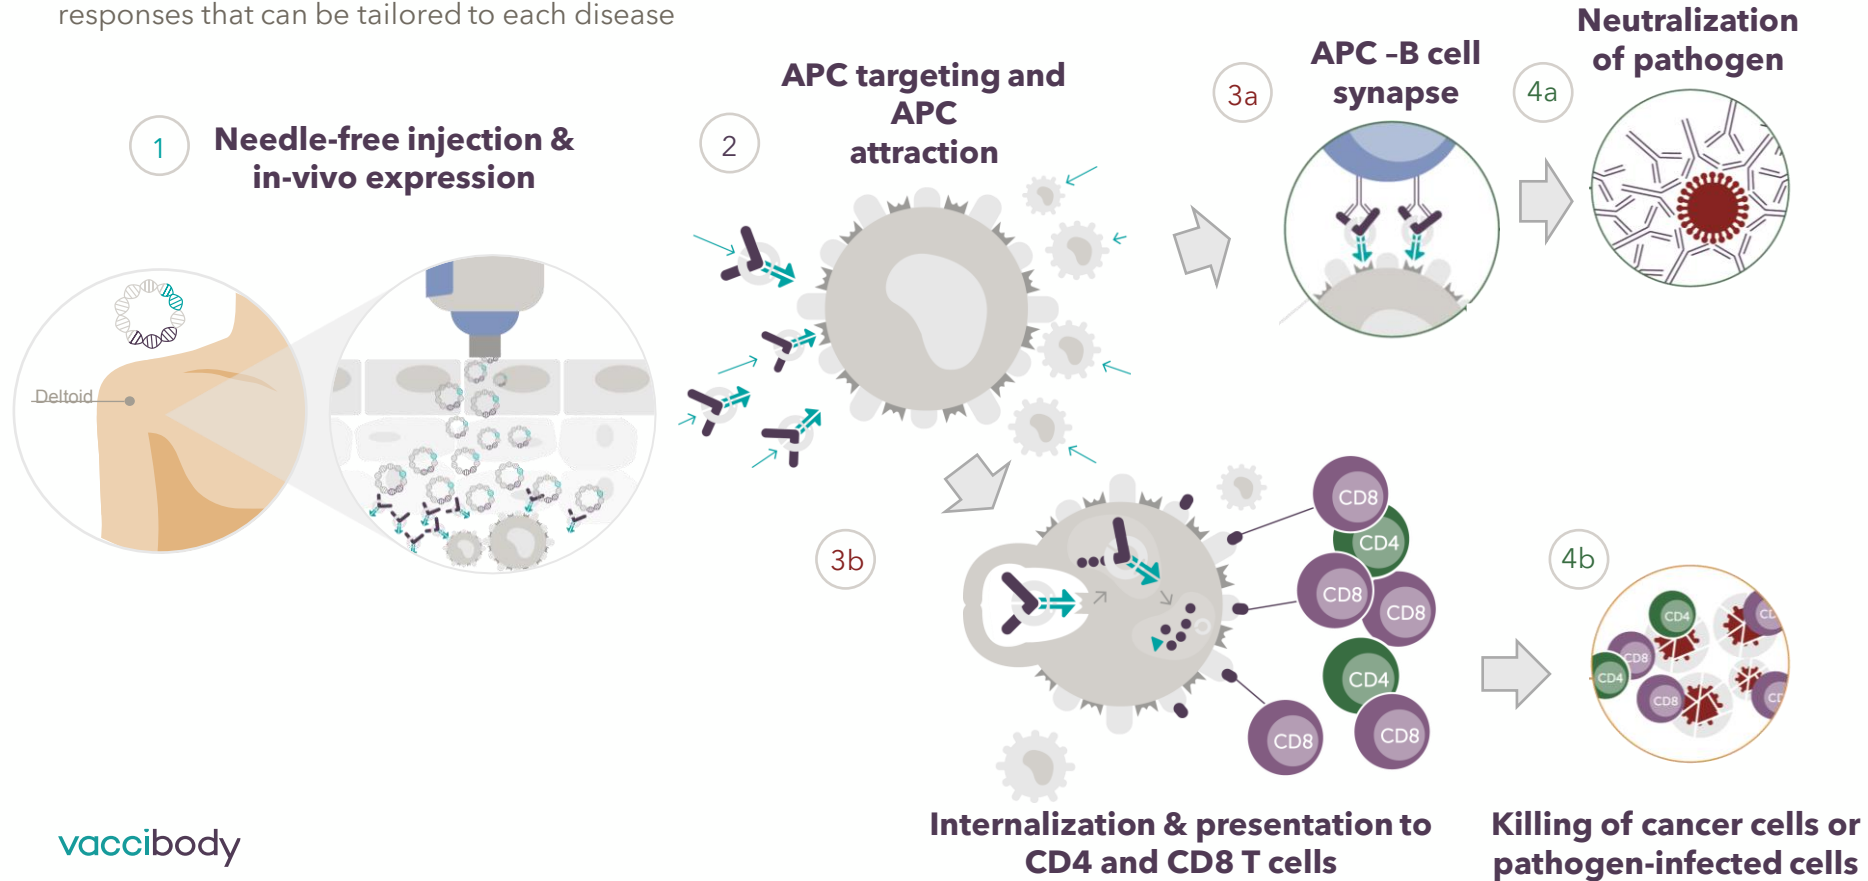 responses that can be tailored to each disease
1
Needle-free injection &
in-vivo expression
Deltoid
2
APC targeting and
APC
attraction
3a
APC –B cell
synapse
4a
Neutralization
of pathogen
3b
CD8
CD4
CD8
CD8
CD4
CD8
CD8
Internalization & presentation to
CD4 and CD8 T cells
4b
CD4
CD
CD8
CD4
CD8
C
Killing of cancer cells or
pathogen-infected cells
vaccibody